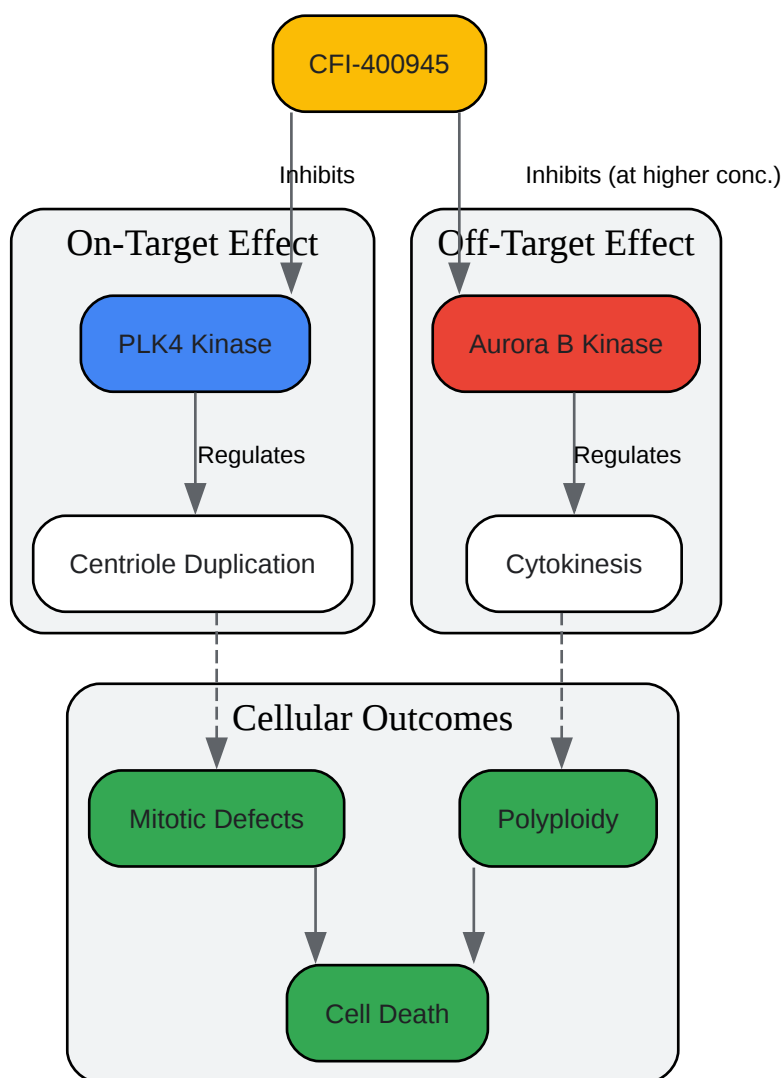 CFI-400945
Inhibits
Inhibits (at higher conc.)
On-Target Effect
Off-Target Effect
PLK4 Kinase
Aurora B Kinase
Regulates
Regulates
Centriole Duplication
Cytokinesis
Cellular Outcomes
Mitotic Defects
Polyploidy
Cell Death